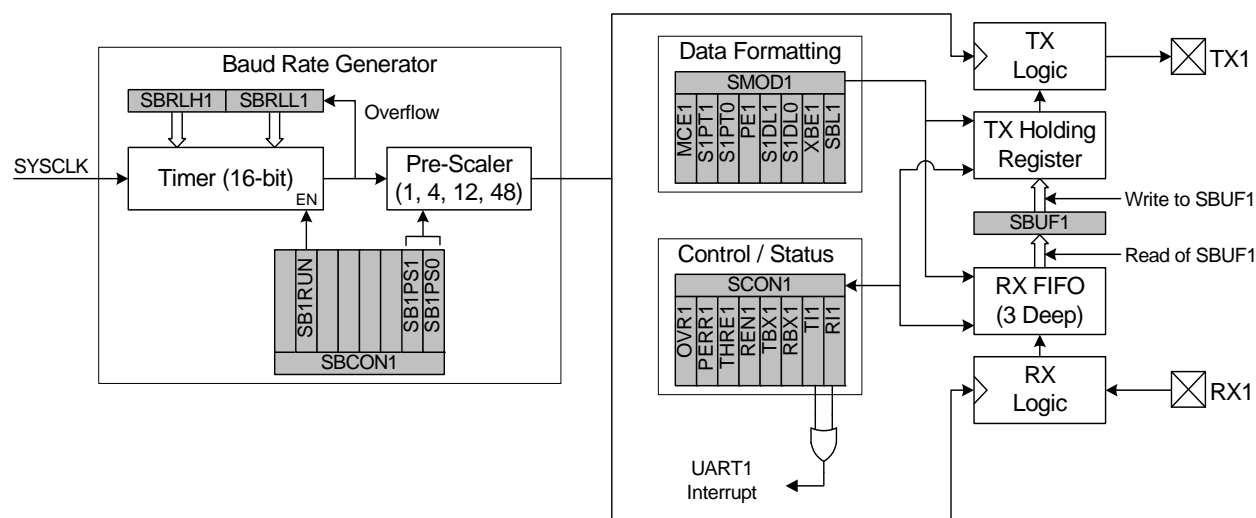 Baud Rate Generator
SBRLH1 SBRLL1
Overflow
SYSCLK
Timer (16-bit)
EN
Pre-Scaler
(1, 4, 12, 48)
SB1RUN
SB1PS1
SB1PS0
SBCON1
Data Formatting
SMOD1
MCE1
S1PT1
S1PT0
PE1
S1DL1
S1DL0
XBE1
SBL1
Control / Status
SCON1
OVR1
PERR1
THRE1
REN1
TBX1
RBX1
TI1
RI1
UART1
Interrupt
TX
Logic
TX1
TX Holding
Register
Write to SBUF1
SBUF1
Read of SBUF1
RX FIFO
(3 Deep)
RX
Logic
RX1